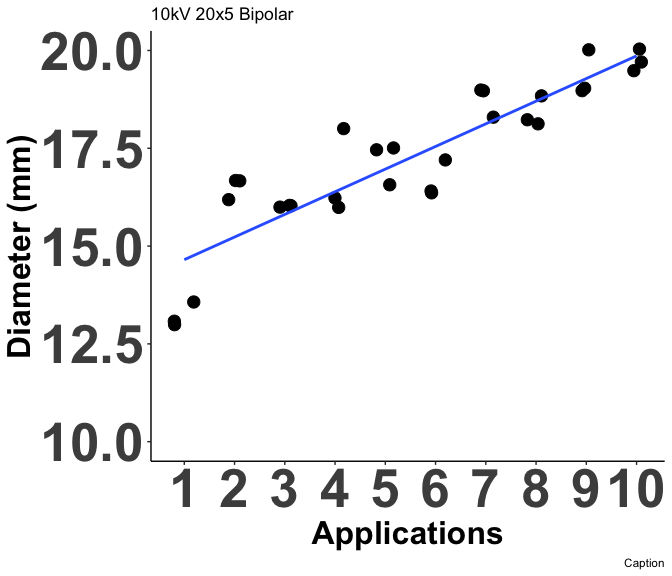 10kV 20x5 Bipolar
20.0
17.5
15.0
12.5
10.0
Diameter (mm)
1 2 3 4 5 6 7 8 9 10
Applications
Caption